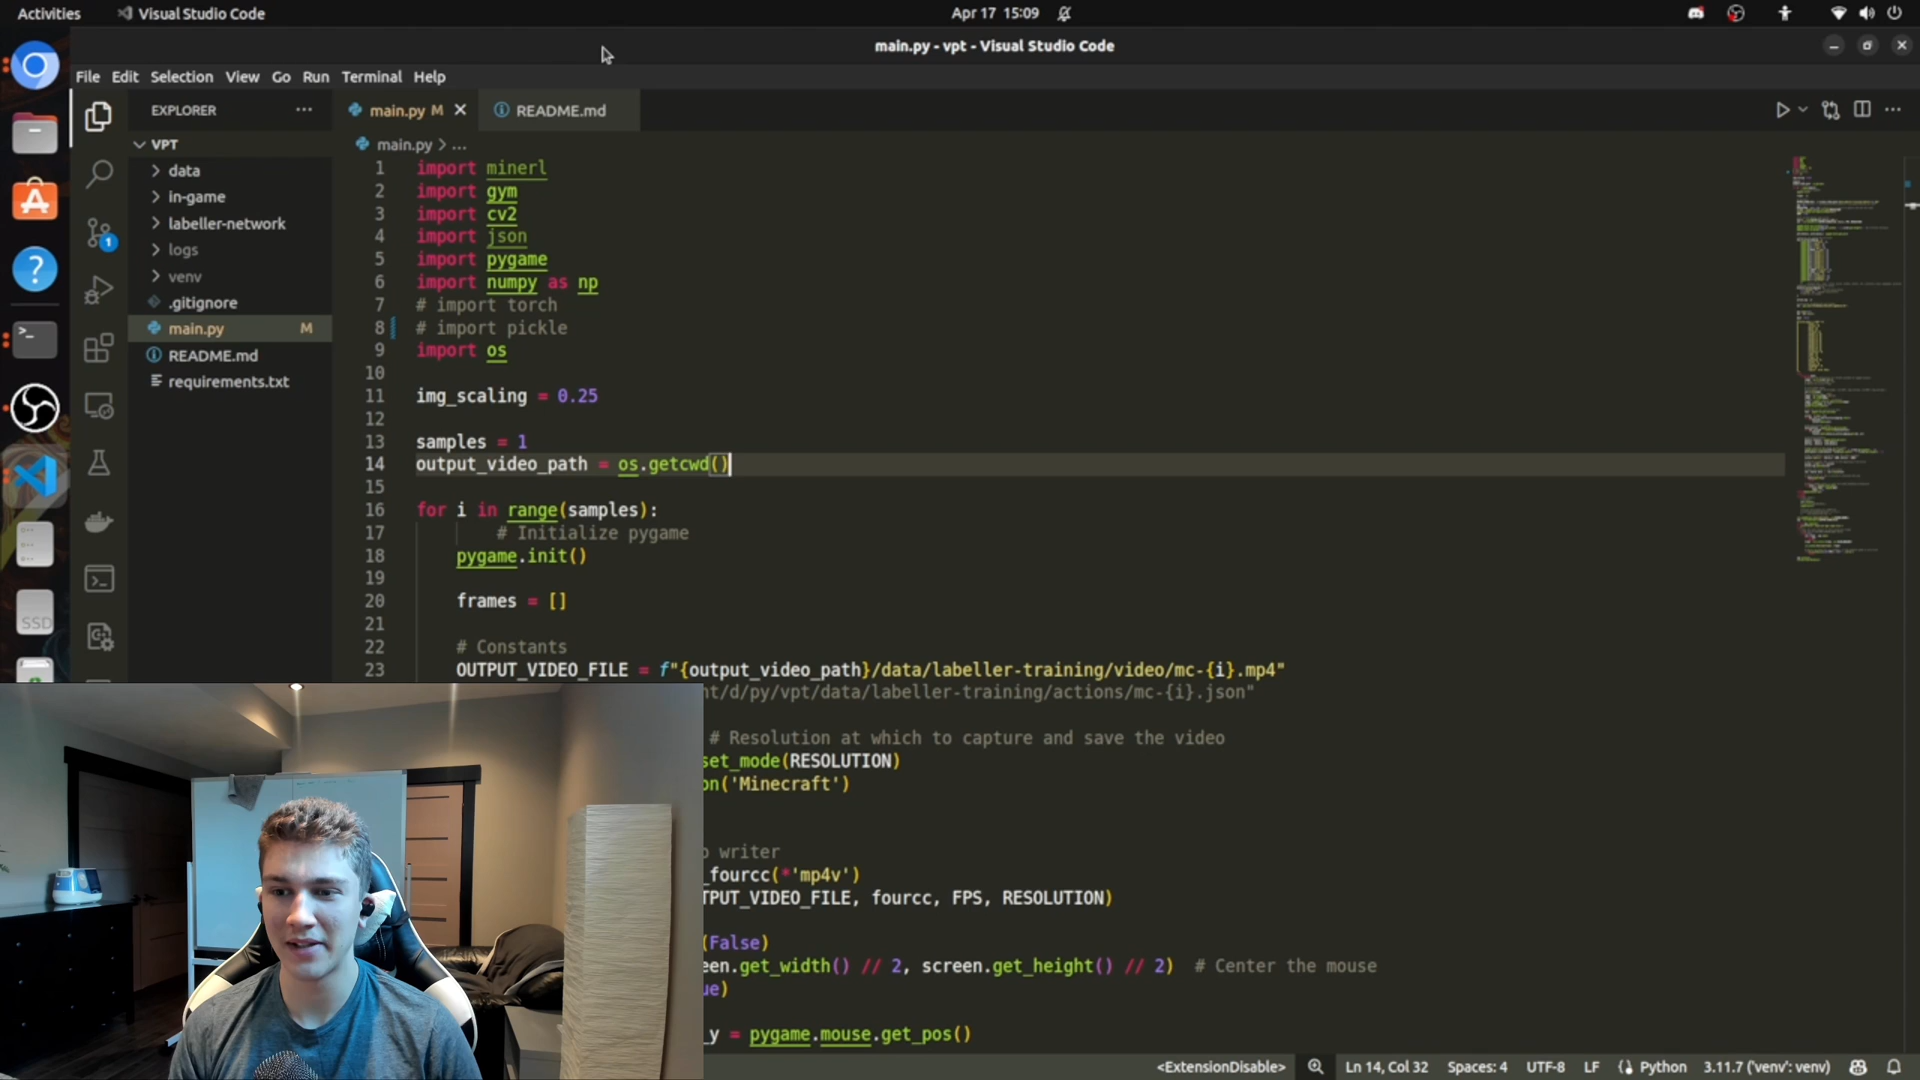 Activities
Visual Studio Code
Apr 17 15:09
main.py - vpt - Visual Studio Code
File Edit Selection View Go Run Terminal Help
EXPLORER
main.py M
README.md
VPT
data
in-game
labeller-network
logs
venv
.gitignore
main.py M
README.md
requirements.txt
1
SSD
main.py > ...
1 import minerl
2 import gym
3 import cv2
4 import json
5 import pygame
6 import numpy as np
7 # import torch
8 # import pickle
9 import os
10
11 img_scaling = 0.25
12
13 samples = 1
14 output_video_path = os.getcwd()
15
16 for i in range(samples):
17 # Initialize pygame
18 pygame.init()
19
20 frames = []
21
22 # Constants
23 OUTPUT_VIDEO_FILE = f"{output_video_path}/data/labeller-training/video/mc-{i}.mp4"
nt/d/py/vpt/data/labeller-training/actions/mc-{i}.json"
# Resolution at which to capture and save the video
set_mode(RESOLUTION)
on('Minecraft')
o writer
_fourcc(*'mp4v')
TPUT_VIDEO_FILE, fourcc, FPS, RESOLUTION)
(False)
een.get_width() // 2, screen.get_height() // 2) # Center the mouse
ue)
_y = pygame.mouse.get_pos()
<ExtensionDisable>
Ln 14, Col 32
Spaces: 4
UTF-8
LF
Python
3.11.7 ('venv': venv)